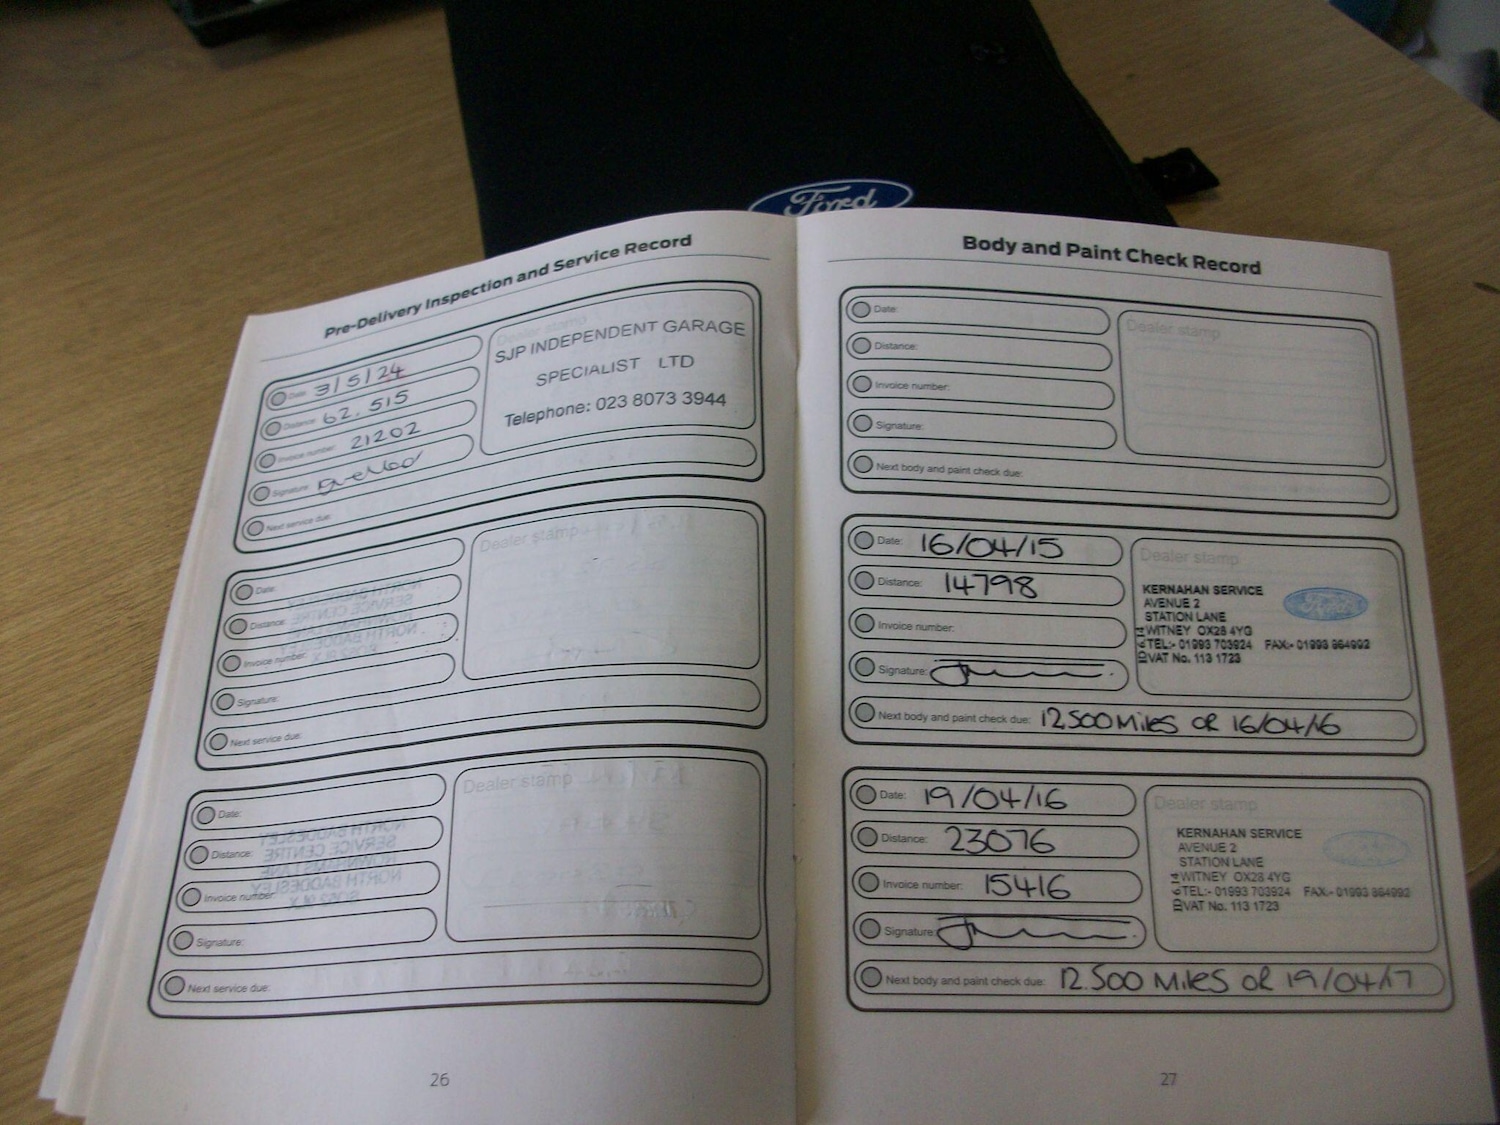 Ford
Pre-Delivery Inspection and Service Record
Date: 3/5/24
Distance: 62.515
Invoice number: 21202
Signature:
Next service due:
Dealer stamp
SJP INDEPENDENT GARAGE
SPECIALIST LTD
Telephone: 023 8073 3944
Date:
Distance:
Invoice number:
Signature:
Next service due:
Dealer stamp
Date:
Distance:
Invoice number:
Signature:
Next service due:
Dealer stamp
26
Body and Paint Check Record
Date:
Distance:
Invoice number:
Signature:
Next body and paint check due:
Dealer stamp
Date: 16/04/15
Distance: 14798
Invoice number:
Signature:
Next body and paint check due: 12500 MILES OR 16/04/16
Dealer stamp
KERNAHAN SERVICE
AVENUE 2
STATION LANE
WITNEY OX28 4YG
TEL:- 01993 703924 FAX:- 01993 864992
VAT No. 113 1723
Ford
Date: 19/04/16
Distance: 23076
Invoice number: 15416
Signature:
Next body and paint check due: 12.500 MILES OR 19/04/17
Dealer stamp
KERNAHAN SERVICE
AVENUE 2
STATION LANE
WITNEY OX28 4YG
TEL:- 01993 703924 FAX:- 01993 864992
VAT No. 113 1723
27